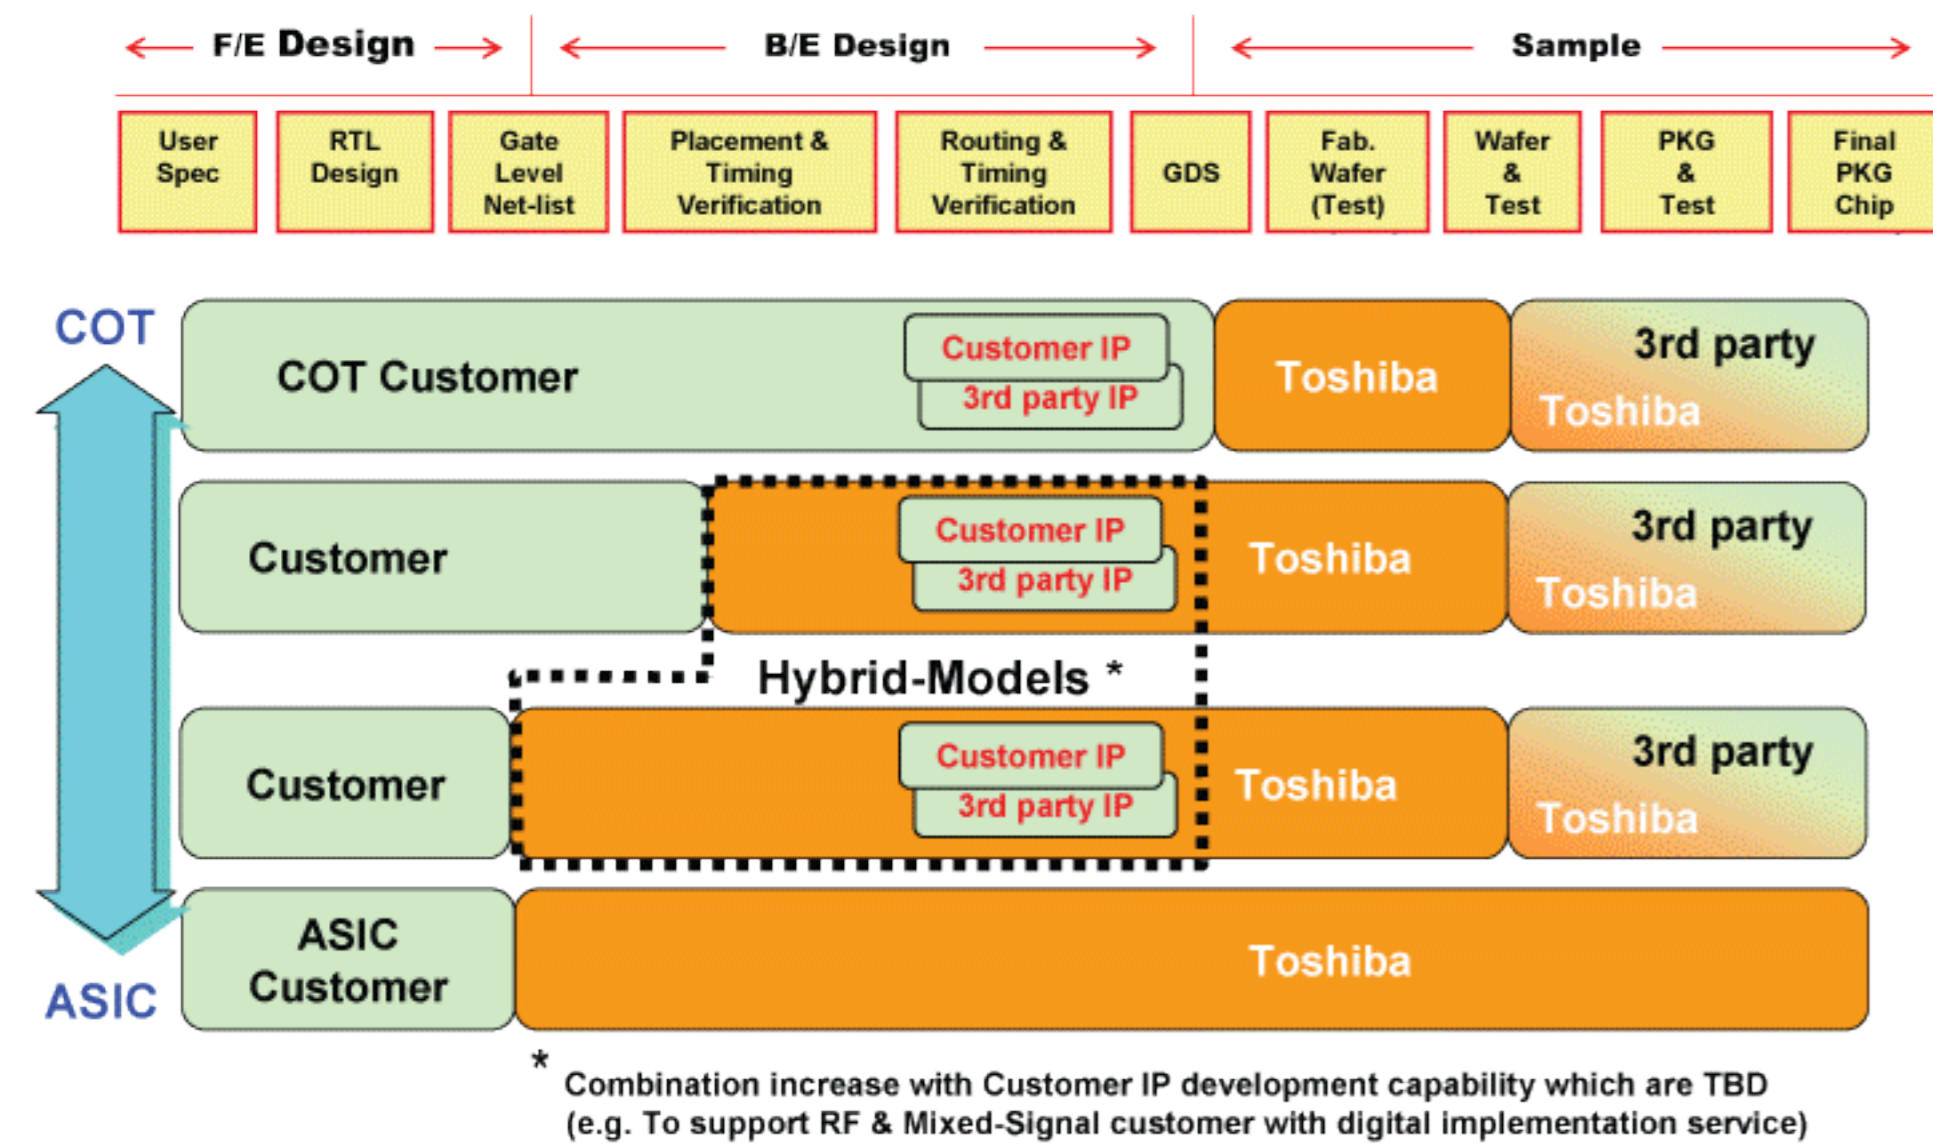 F/E Design
B/E Design
Sample
User
Spec
RTL
Design
Gate
Level
Net-list
Placement &
Timing
Verification
Routing &
Timing
Verification
GDS
Fab.
Wafer
(Test)
Wafer
&
Test
PKG
&
Test
Final
PKG
Chip
COT
COT Customer
Customer IP
3rd party IP
Toshiba
3rd party
Toshiba
Customer
Customer IP
3rd party IP
Toshiba
3rd party
Toshiba
Hybrid-Models *
Customer
Customer IP
3rd party IP
Toshiba
3rd party
Toshiba
ASIC
ASIC
Customer
Toshiba
* Combination increase with Customer IP development capability which are TBD
(e.g. To support RF & Mixed-Signal customer with digital implementation service)